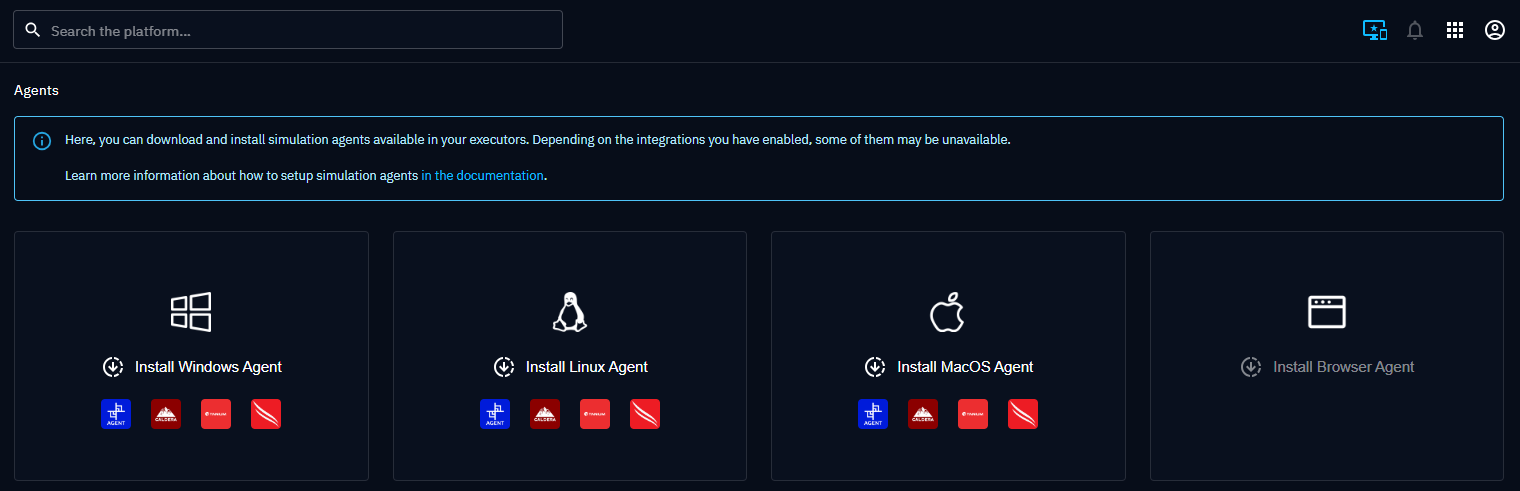 Search the platform...
Agents
Here, you can download and install simulation agents available in your executors. Depending on the integrations you have enabled, some of them may be unavailable.
Learn more information about how to setup simulation agents in the documentation.
Install Windows Agent
AGENT
CALDERA
TANIUM
Install Linux Agent
AGENT
CALDERA
TANIUM
Install MacOS Agent
AGENT
CALDERA
TANIUM
Install Browser Agent